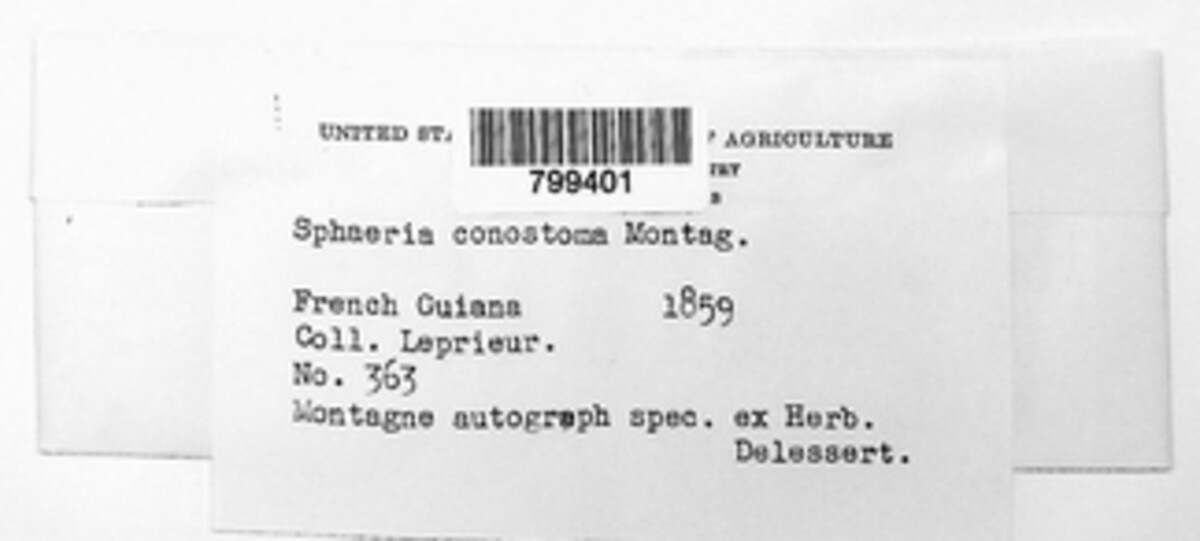 UNITED STA AGRICULTURE
799401
Sphaeria conostoma Montag.
French Guiana 1859
Coll. Leprieur.
No. 363
Montagne autograph spec. ex Herb.
Delessert.